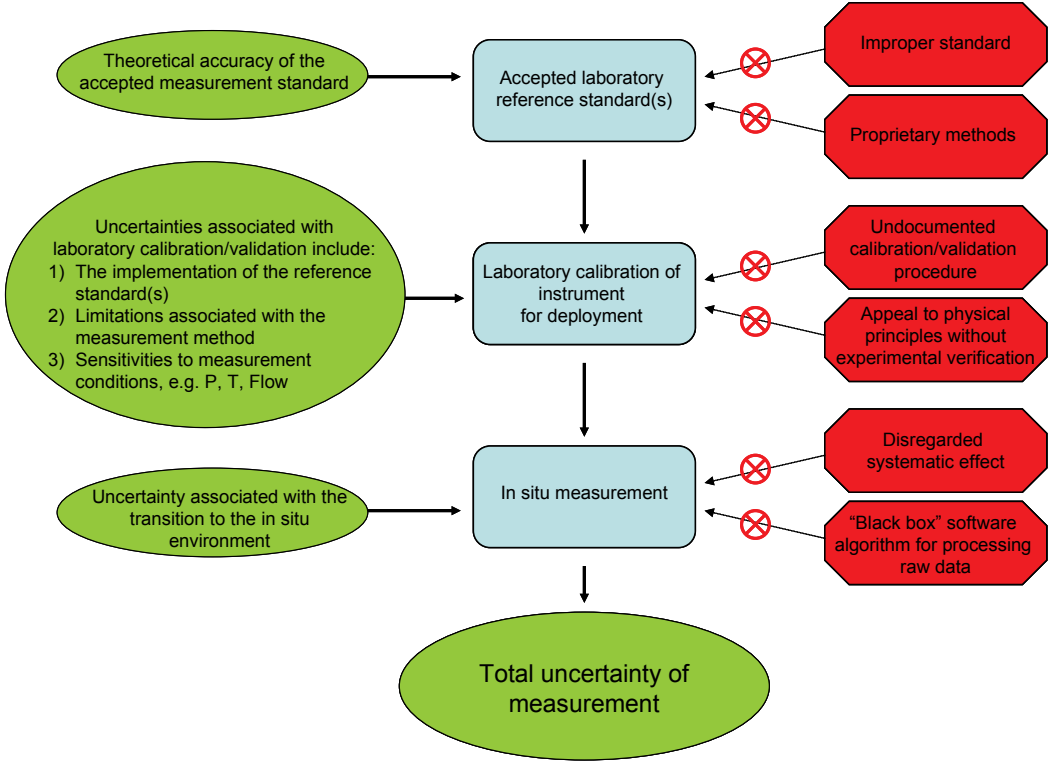 Theoretical accuracy of the
accepted measurement standard
Accepted laboratory
reference standard(s)
Improper standard
Proprietary methods
Uncertainties associated with
laboratory calibration/validation include:
1) The implementation of the reference
standard(s)
2) Limitations associated with the
measurement method
3) Sensitivities to measurement
conditions, e.g. P, T, Flow
Laboratory calibration of
instrument
for deployment
Undocumented
calibration/validation
procedure
Appeal to physical
principles without
experimental verification
Uncertainty associated with the
transition to the in situ
environment
In situ measurement
Disregarded
systematic effect
“Black box” software
algorithm for processing
raw data
Total uncertainty of
measurement